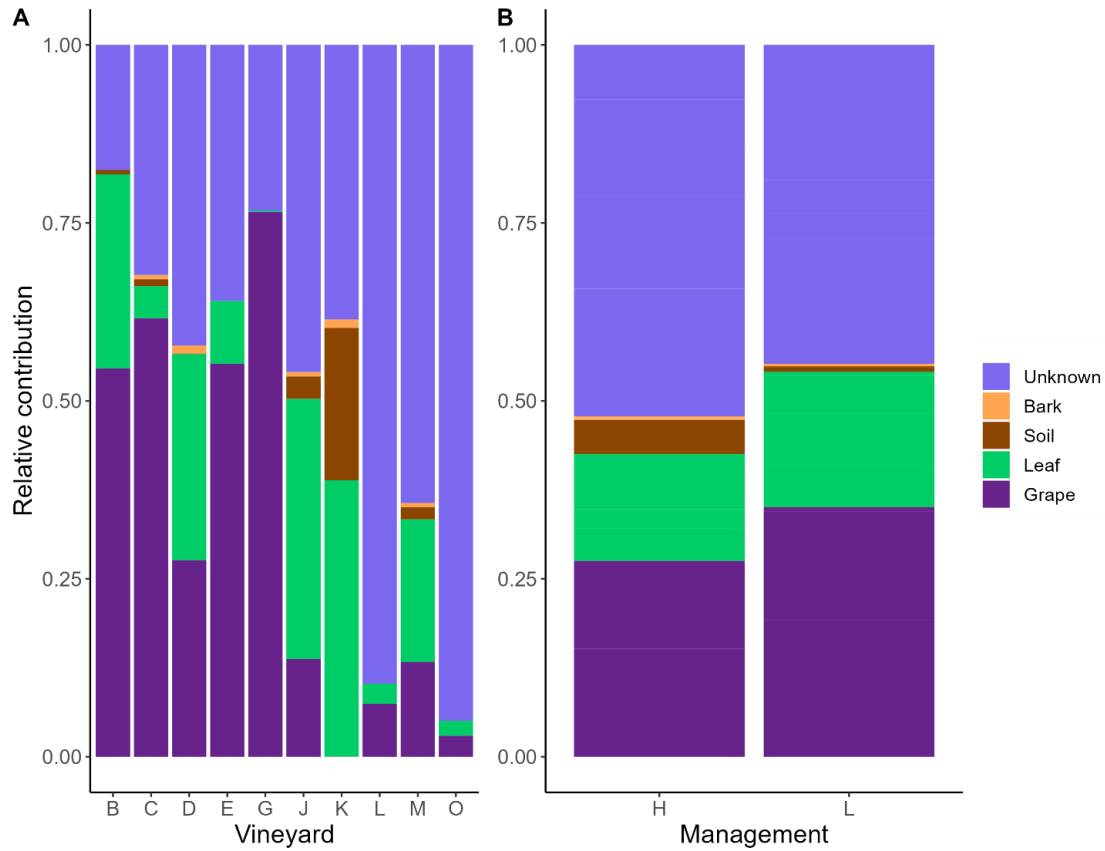 A
B
Relative contribution
1.00
0.75
0.50
0.25
0.00
B C D E G J K L M O
Vineyard
1.00
0.75
0.50
0.25
0.00
H L
Management
Unknown
Bark
Soil
Leaf
Grape